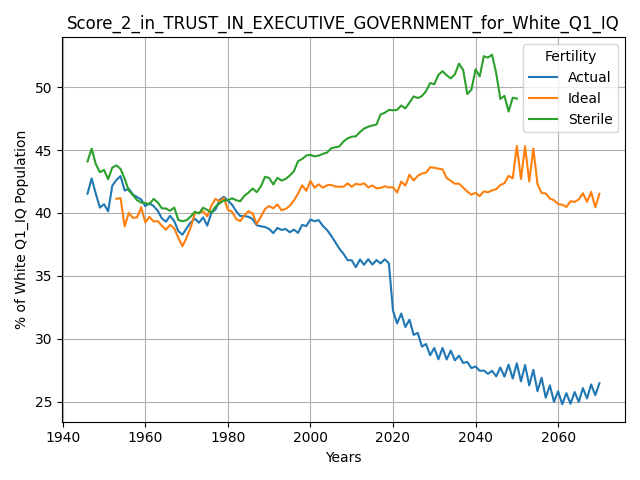 Score_2_in_TRUST_IN_EXECUTIVE_GOVERNMENT_for_White_Q1_IQ
% of White Q1_IQ Population
50
45
40
35
30
25
Fertility
Actual
Ideal
Sterile
1940
1960
1980
2000
2020
2040
2060
Years